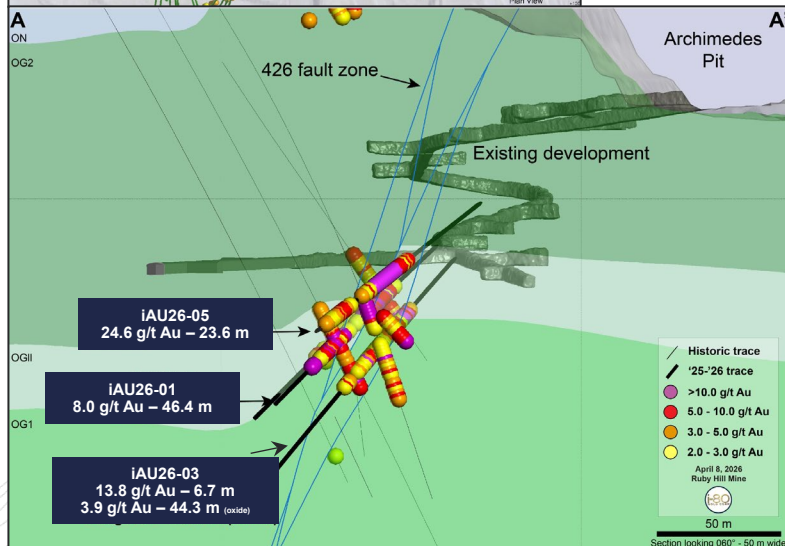 Plan View
A
A'
ON
OG2
426 fault zone
Archimedes
Pit
Existing development
iAU26-05
24.6 g/t Au – 23.6 m
OGII
iAU26-01
8.0 g/t Au – 46.4 m
OG1
iAU26-03
13.8 g/t Au – 6.7 m
3.9 g/t Au – 44.3 m (oxide)
Historic trace
'25-'26 trace
>10.0 g/t Au
5.0 - 10.0 g/t Au
3.0 - 5.0 g/t Au
2.0 - 3.0 g/t Au
April 8, 2026
Ruby Hill Mine
i-80
50 m
Section looking 060° - 50 m wide